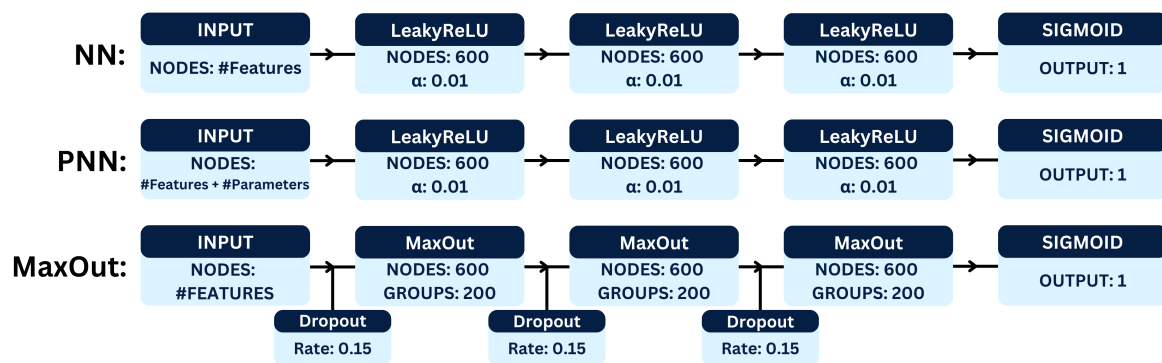 NN:
INPUT
NODES: #Features
LeakyReLU
NODES: 600
α: 0.01
LeakyReLU
NODES: 600
α: 0.01
LeakyReLU
NODES: 600
α: 0.01
SIGMOID
OUTPUT: 1
PNN:
INPUT
NODES:
#Features + #Parameters
LeakyReLU
NODES: 600
α: 0.01
LeakyReLU
NODES: 600
α: 0.01
LeakyReLU
NODES: 600
α: 0.01
SIGMOID
OUTPUT: 1
MaxOut:
INPUT
NODES:
#FEATURES
Dropout
Rate: 0.15
MaxOut
NODES: 600
GROUPS: 200
Dropout
Rate: 0.15
MaxOut
NODES: 600
GROUPS: 200
Dropout
Rate: 0.15
MaxOut
NODES: 600
GROUPS: 200
SIGMOID
OUTPUT: 1